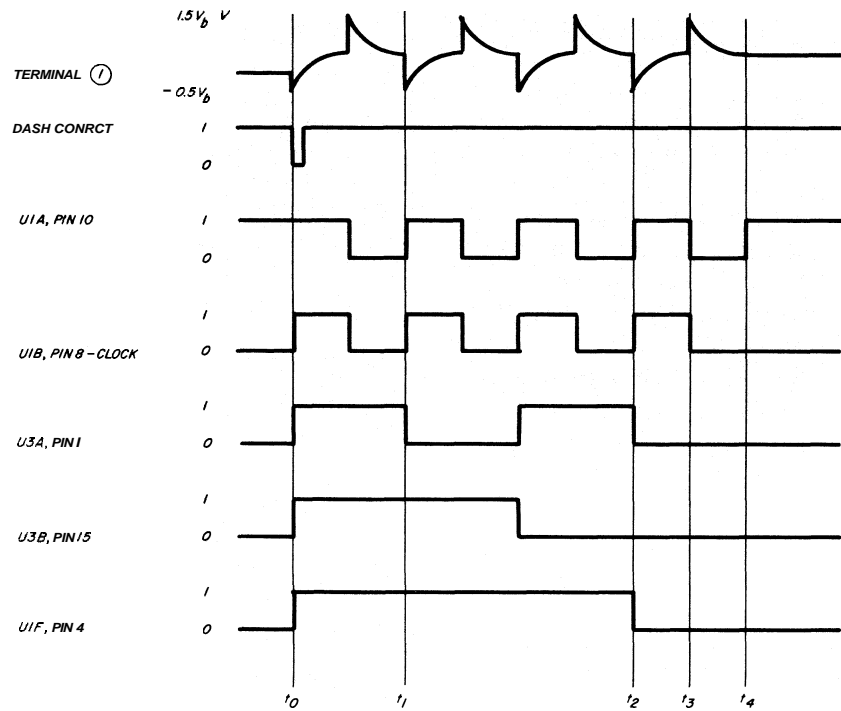 1.5Vb V
TERMINAL 1
- 0.5Vb
DASH CONRCT 1
0
U1A, PIN 10 1
0
1
U1B, PIN 8 - CLOCK 0
1
U3A, PIN 1 0
1
U3B, PIN 15 0
1
U1F, PIN 4 0
t0 t1 t2 t3 t4